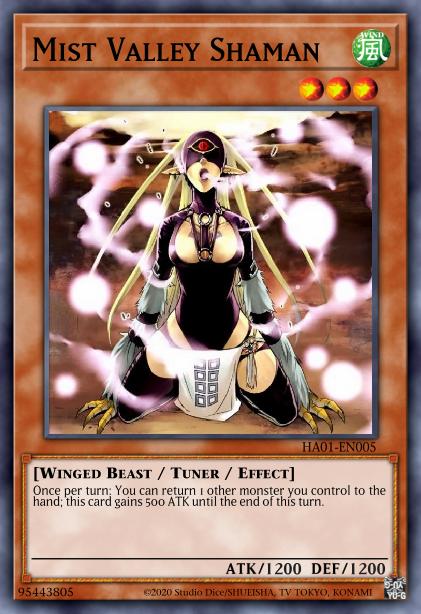 MIST VALLEY SHAMAN
WIND
風
HA01-EN005
[WINGED BEAST / TUNER / EFFECT]
Once per turn: You can return 1 other monster you control to the
hand; this card gains 500 ATK until the end of this turn.
ATK/1200 DEF/1200
95443805
©2020 Studio Dice/SHUEISHA, TV TOKYO, KONAMI